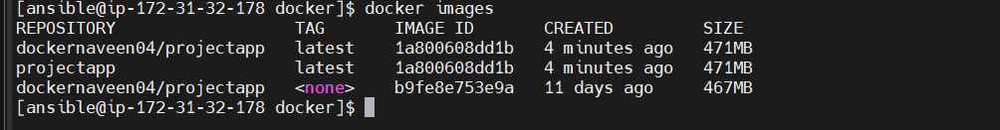 [ansible@ip-172-31-32-178 docker]$ docker images
REPOSITORY TAG IMAGE ID CREATED SIZE
dockernaveen04/projectapp latest 1a800608dd1b 4 minutes ago 471MB
projectapp latest 1a800608dd1b 4 minutes ago 471MB
dockernaveen04/projectapp <none> b9fe8e753e9a 11 days ago 467MB
[ansible@ip-172-31-32-178 docker]$